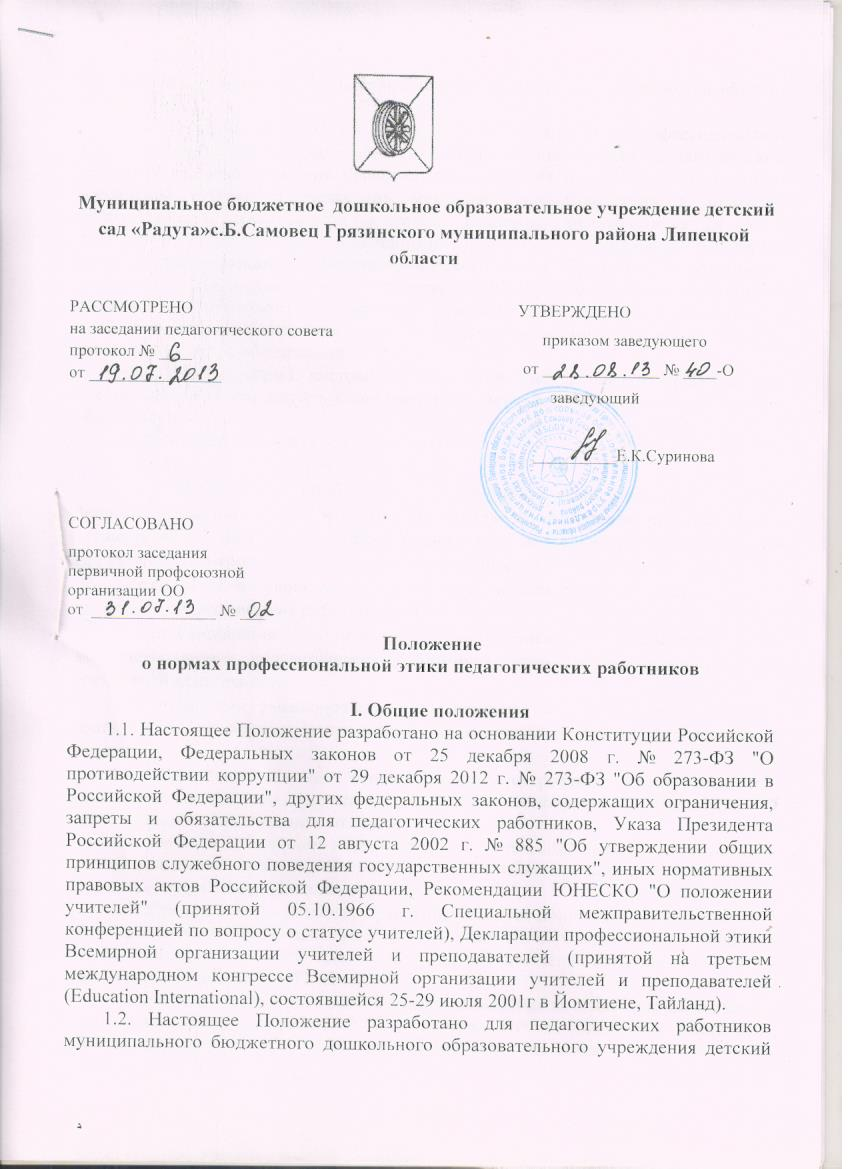 Муниципальное бюджетное дошкольное образовательное учреждение детский
сад «Радуга»с.Б.Самовец Грязинского муниципального района Липецкой
области
РАССМОТРЕНО
на заседании педагогического совета
протокол № 6
от 19.07.2013
УТВЕРЖДЕНО
приказом заведующего
от 28.08.13 № 40-О
заведующий
Е.К.Суринова
СОГЛАСОВАНО
протокол заседания
первичной профсоюзной
организации ОО
от 31.07.13 № 02
Положение
о нормах профессиональной этики педагогических работников
I. Общие положения
1.1. Настоящее Положение разработано на основании Конституции Российской
Федерации, Федеральных законов от 25 декабря 2008 г. № 273-ФЗ "О
противодействии коррупции" от 29 декабря 2012 г. № 273-ФЗ "Об образовании в
Российской Федерации", других федеральных законов, содержащих ограничения,
запреты и обязательства для педагогических работников, Указа Президента
Российской Федерации от 12 августа 2002 г. № 885 "Об утверждении общих
принципов служебного поведения государственных служащих", иных нормативных
правовых актов Российской Федерации, Рекомендации ЮНЕСКО "О положении
учителей" (принятой 05.10.1966 г. Специальной межправительственной
конференцией по вопросу о статусе учителей), Декларации профессиональной этики
Всемирной организации учителей и преподавателей (принятой на третьем
международном конгрессе Всемирной организации учителей и преподавателей
(Education International), состоявшейся 25-29 июля 2001г в Йомтиене, Тайланд).
1.2. Настоящее Положение разработано для педагогических работников
муниципального бюджетного дошкольного образовательного учреждения детский